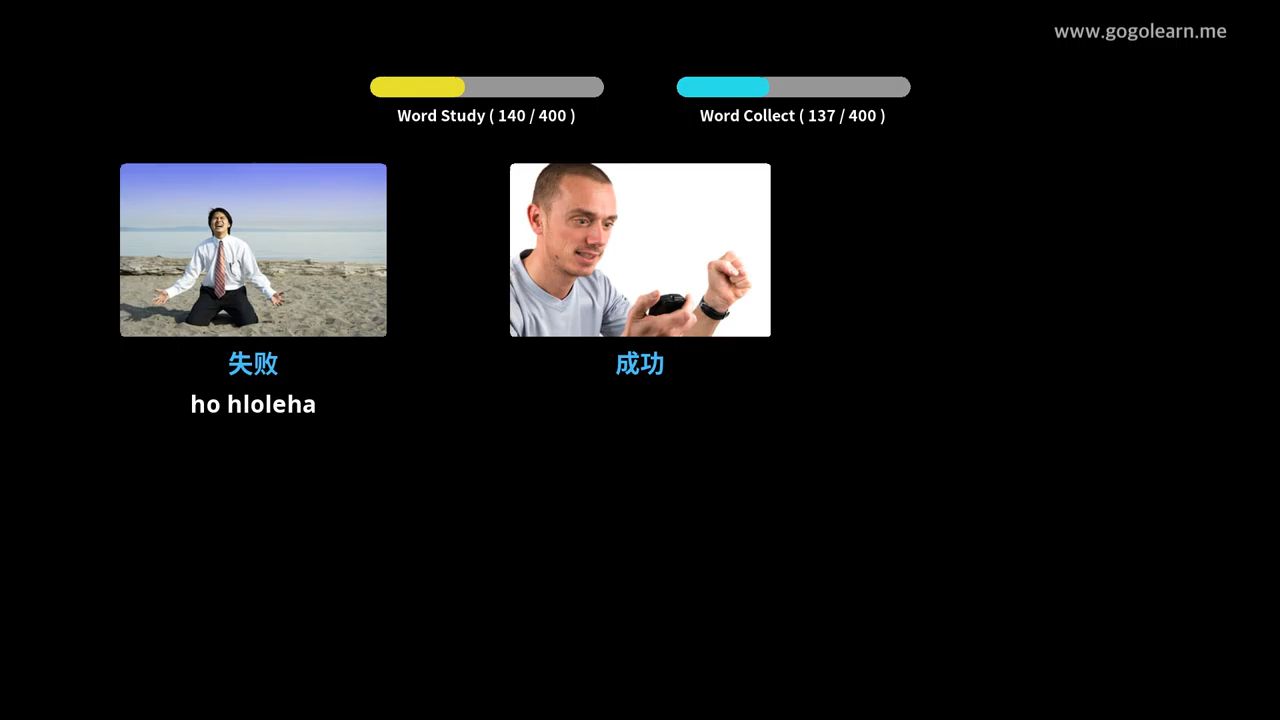 www.gogolearn.me
Word Study ( 140 / 400 )
Word Collect ( 137 / 400 )
失败
成功
ho hloleha